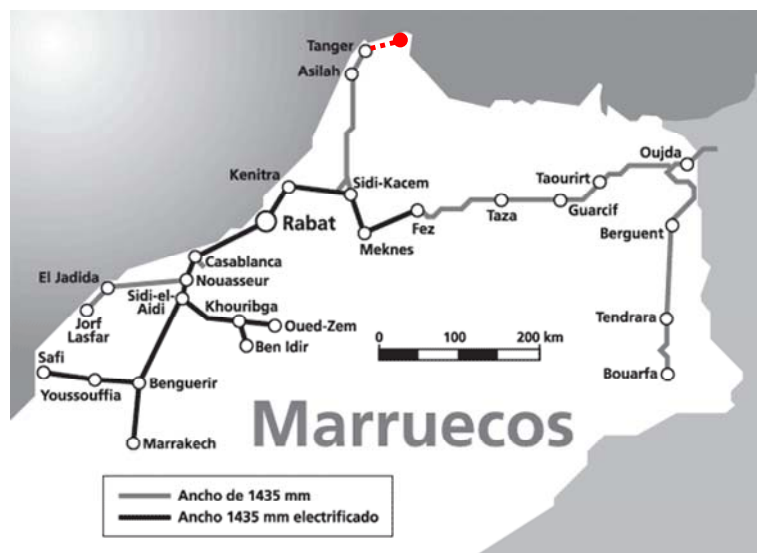 Tanger
Asilah
Oujda
Kenitra
Sidi-Kacem
Taourirt
Rabat
Fez
Taza
Guarcif
Meknes
Berguent
Casablanca
El Jadida
Nouasseur
Sidi-el-
Aidi
Khouribga
Jorf
Lasfar
Oued-Zem
Ben Idir
0 100 200 km
Tendrara
Safi
Youssouffia
Benguerir
Bouarfa
Marruecos
Marrakech
Ancho de 1435 mm
Ancho 1435 mm electrificado